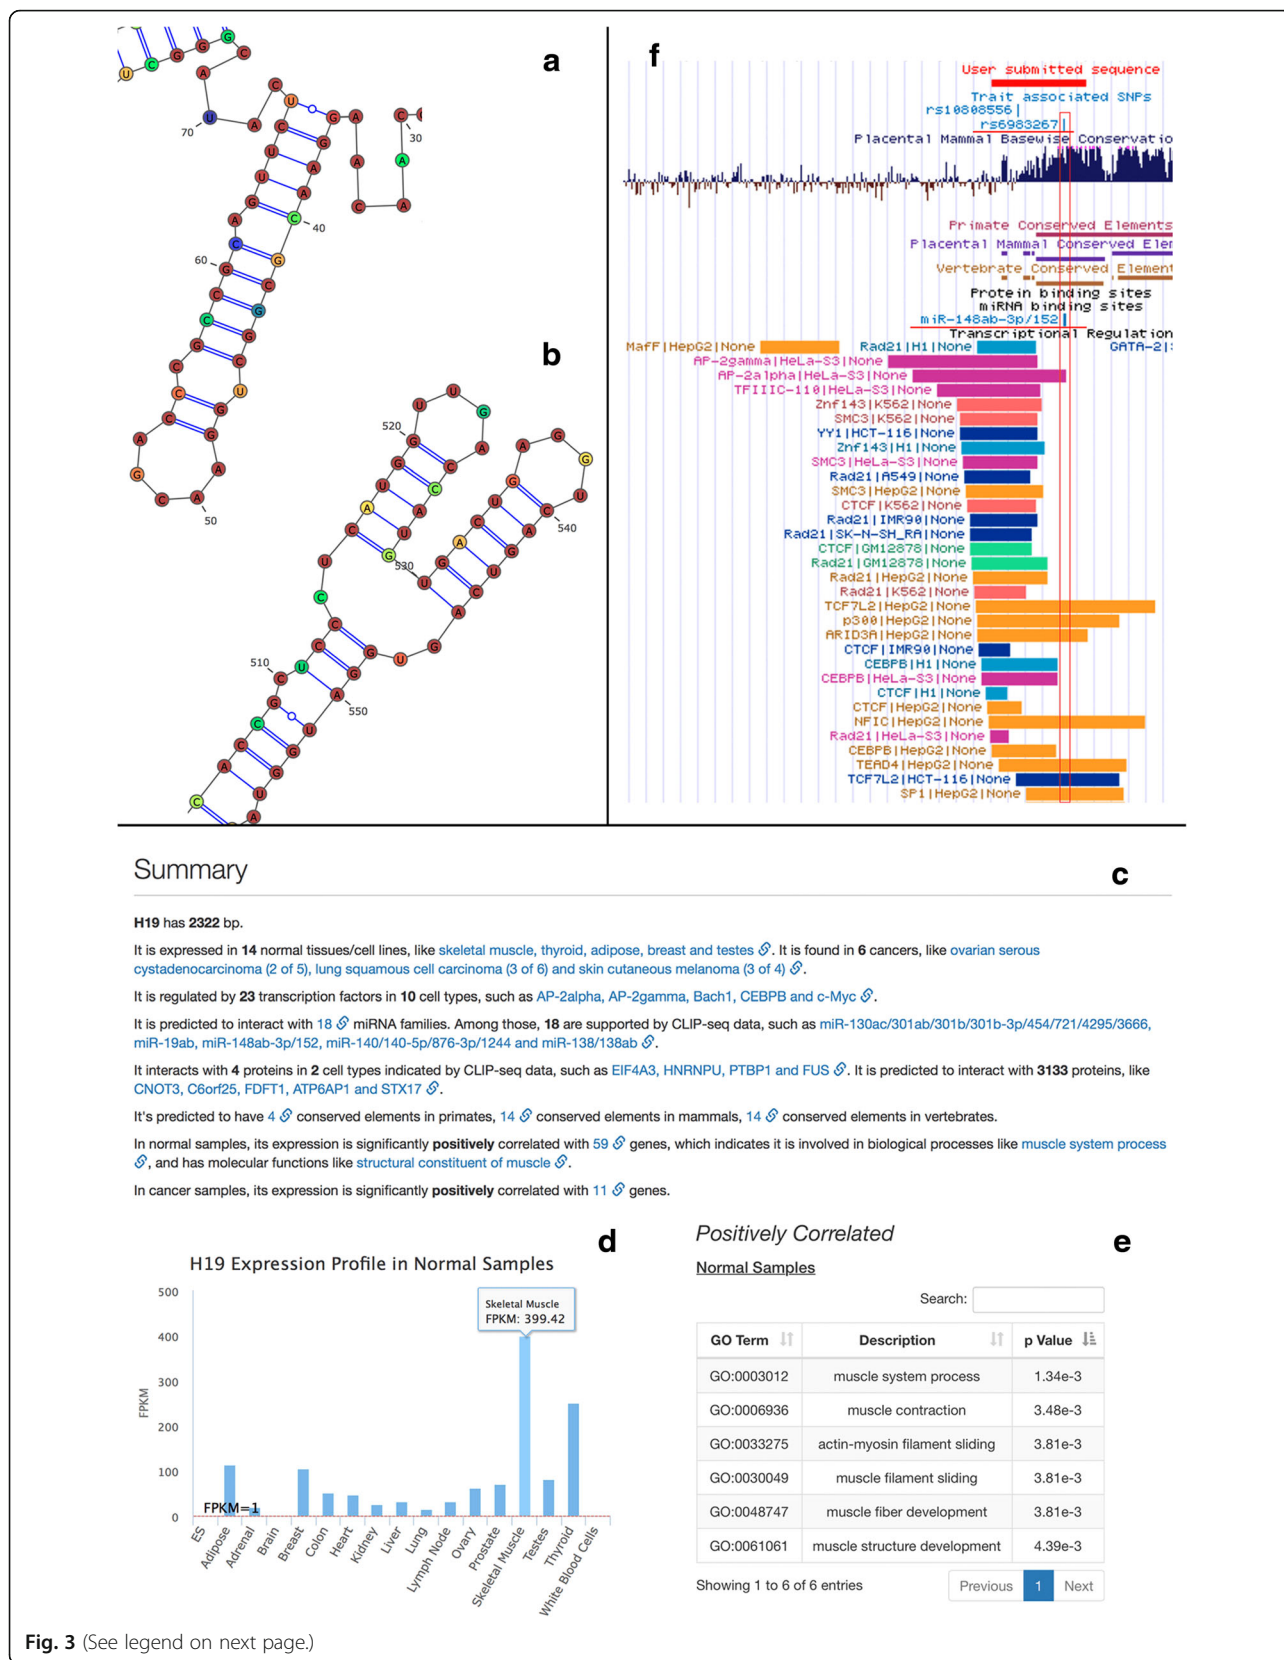 a
70
30
40
60
50
b
520
530
540
510
550
f
User submitted sequence
Trait associated SNPs
rs10808556
rs6983267
Placental Mammal Basewise Conservatio
Primate Conserved Elements
Placental Mammal Conserved Elem
Vertebrate Conserved Element
Protein binding sites
miRNA binding sites
miR-148ab-3p/152
Transcriptional Regulation
MafF|HepG2|None Rad21|H1|None GATA-2|
AP-2gamma|HeLa-S3|None
AP-2alpha|HeLa-S3|None
TFIIIC-110|HeLa-S3|None
Znf143|K562|None
SMC3|K562|None
YY1|HCT-116|None
Znf143|H1|None
SMC3|HeLa-S3|None
Rad21|A549|None
SMC3|HepG2|None
CTCF|K562|None
Rad21|IMR90|None
Rad21|SK-N-SH_RA|None
CTCF|GM12878|None
Rad21|GM12878|None
Rad21|HepG2|None
Rad21|K562|None
TCF7L2|HepG2|None
p300|HepG2|None
ARID3A|HepG2|None
CTCF|IMR90|None
CEBPB|H1|None
CEBPB|HeLa-S3|None
CTCF|H1|None
CTCF|HepG2|None
NFIC|HepG2|None
Rad21|HeLa-S3|None
CEBPB|HepG2|None
TEAD4|HepG2|None
TCF7L2|HCT-116|None
SP1|HepG2|None
Summary
c
H19 has 2322 bp.
It is expressed in 14 normal tissues/cell lines, like skeletal muscle, thyroid, adipose, breast and testes. It is found in 6 cancers, like ovarian serous
cystadenocarcinoma (2 of 5), lung squamous cell carcinoma (3 of 6) and skin cutaneous melanoma (3 of 4).
It is regulated by 23 transcription factors in 10 cell types, such as AP-2alpha, AP-2gamma, Bach1, CEBPB and c-Myc.
It is predicted to interact with 18 miRNA families. Among those, 18 are supported by CLIP-seq data, such as miR-130ac/301ab/301b/301b-3p/454/721/4295/3666,
miR-19ab, miR-148ab-3p/152, miR-140/140-5p/876-3p/1244 and miR-138/138ab.
It interacts with 4 proteins in 2 cell types indicated by CLIP-seq data, such as EIF4A3, HNRNPU, PTBP1 and FUS. It is predicted to interact with 3133 proteins, like
CNOT3, C6orf25, FDFT1, ATP6AP1 and STX17.
It's predicted to have 4 conserved elements in primates, 14 conserved elements in mammals, 14 conserved elements in vertebrates.
In normal samples, its expression is significantly positively correlated with 59 genes, which indicates it is involved in biological processes like muscle system process
, and has molecular functions like structural constituent of muscle.
In cancer samples, its expression is significantly positively correlated with 11 genes.
d
H19 Expression Profile in Normal Samples
500
400
300
200
100
0
FPKM
Skeletal Muscle
FPKM: 399.42
FPKM=1
ES
Adipose
Adrenal
Brain
Breast
Colon
Heart
Kidney
Liver
Lung
Lymph Node
Ovary
Prostate
Skeletal Muscle
Testes
Thyroid
White Blood Cells
e
Positively Correlated
Normal Samples
Search:
GO Term Description p Value
GO:0003012 muscle system process 1.34e-3
GO:0006936 muscle contraction 3.48e-3
GO:0033275 actin-myosin filament sliding 3.81e-3
GO:0030049 muscle filament sliding 3.81e-3
GO:0048747 muscle fiber development 3.81e-3
GO:0061061 muscle structure development 4.39e-3
Showing 1 to 6 of 6 entries
Previous 1 Next
Fig. 3 (See legend on next page.)